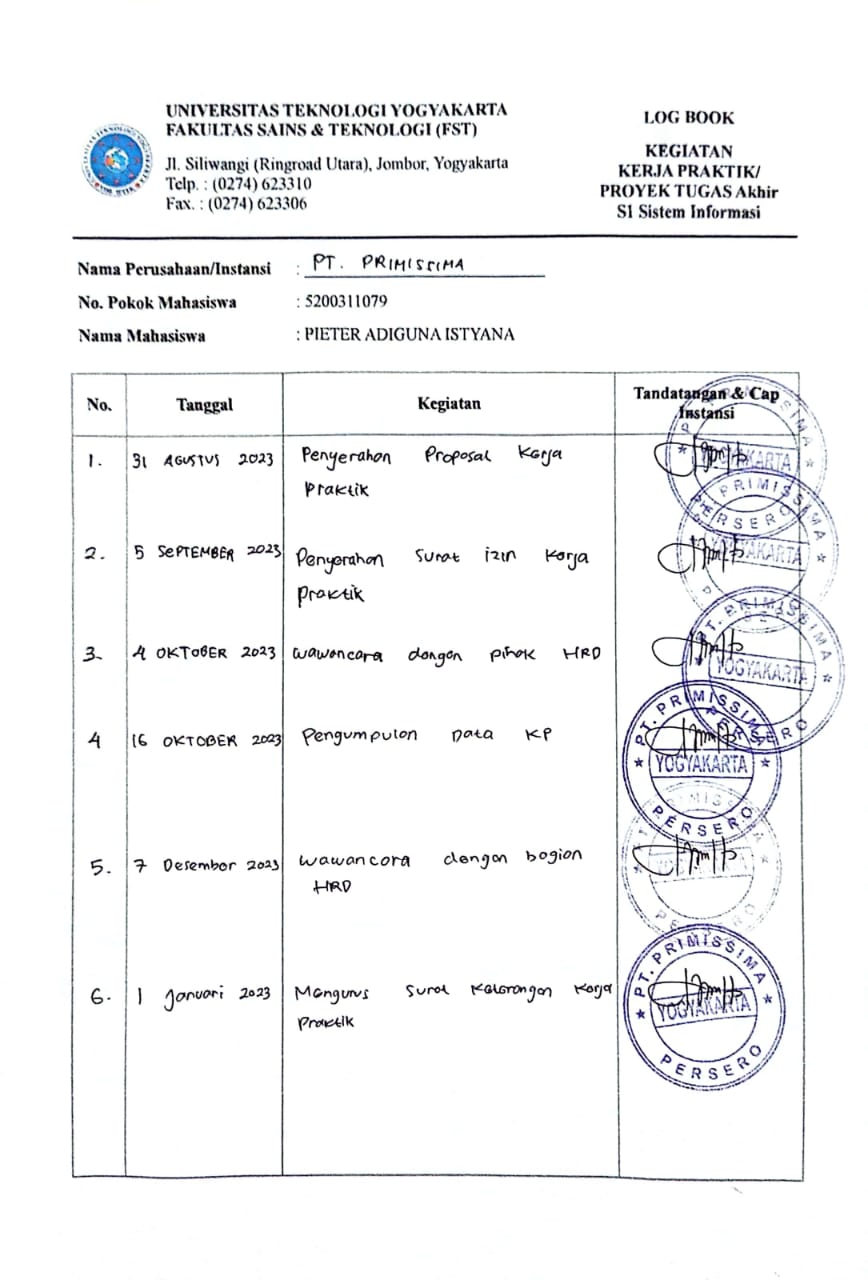 UNIVERSITAS TEKNOLOGI YOGYAKARTA
FAKULTAS SAINS & TEKNOLOGI (FST)
Jl. Siliwangi (Ringroad Utara), Jombor, Yogyakarta
Telp. : (0274) 623310
Fax. : (0274) 623306
LOG BOOK
KEGIATAN
KERJA PRAKTIK/
PROYEK TUGAS Akhir
S1 Sistem Informasi
Nama Perusahaan/Instansi : PT. PRIMISSIMA
No. Pokok Mahasiswa : 5200311079
Nama Mahasiswa : PIETER ADIGUNA ISTYANA
No. Tanggal Kegiatan Tandatangan & Cap
Instansi
1. 31 AGUSTUS 2023 Penyerahan Proposal Kerja
Praktik
2. 5 SEPTEMBER 2023 Penyerahan Surat izin Kerja
Praktik
3. 4 OKTOBER 2023 Wawancara dengan pihak HRD
4 16 OKTOBER 2023 Pengumpulan Data KP
5. 7 Desember 2023 Wawancara dengan bagian
HRD
6. 1 Januari 2023 Mengurus Surat Keterangan Kerja
Praktik
PT. PRIMISSIMA
YOGYAKARTA
PERSERO
PT. PRIMISSIMA
YOGYAKARTA
PERSERO
PT. PRIMISSIMA
YOGYAKARTA
PERSERO
PT. PRIMISSIMA
YOGYAKARTA
PERSERO